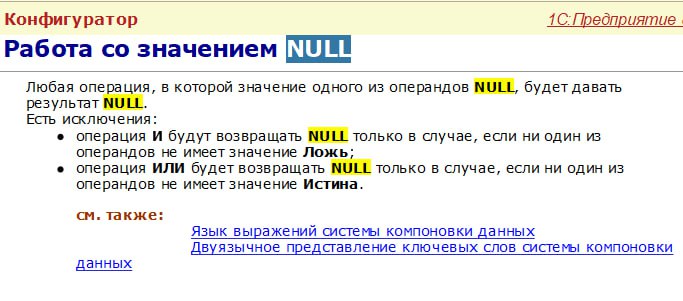 Конфигуратор
1С:Предприятие
Работа со значением NULL
Любая операция, в которой значение одного из операндов NULL, будет давать
результат NULL.
Есть исключения:
● операция И будут возвращать NULL только в случае, если ни один из
операндов не имеет значение Ложь;
● операция ИЛИ будет возвращать NULL только в случае, если ни один из
операндов не имеет значение Истина.
см. также:
Язык выражений системы компоновки данных
Двуязычное представление ключевых слов системы компоновки
данных